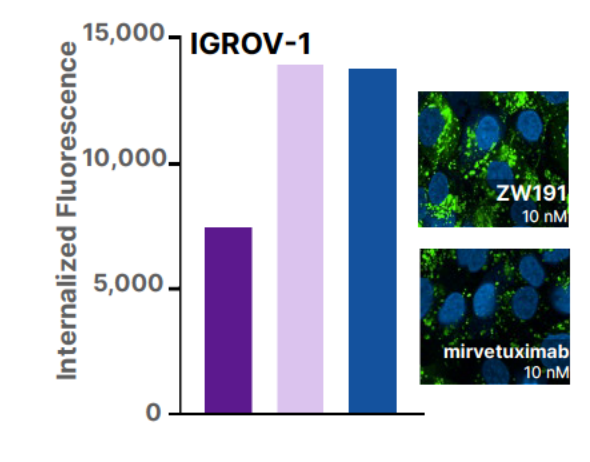 15,000
IGROV-1
Internalized Fluorescence
10,000
5,000
0
ZW191
10 nM
mirvetuximab
10 nM